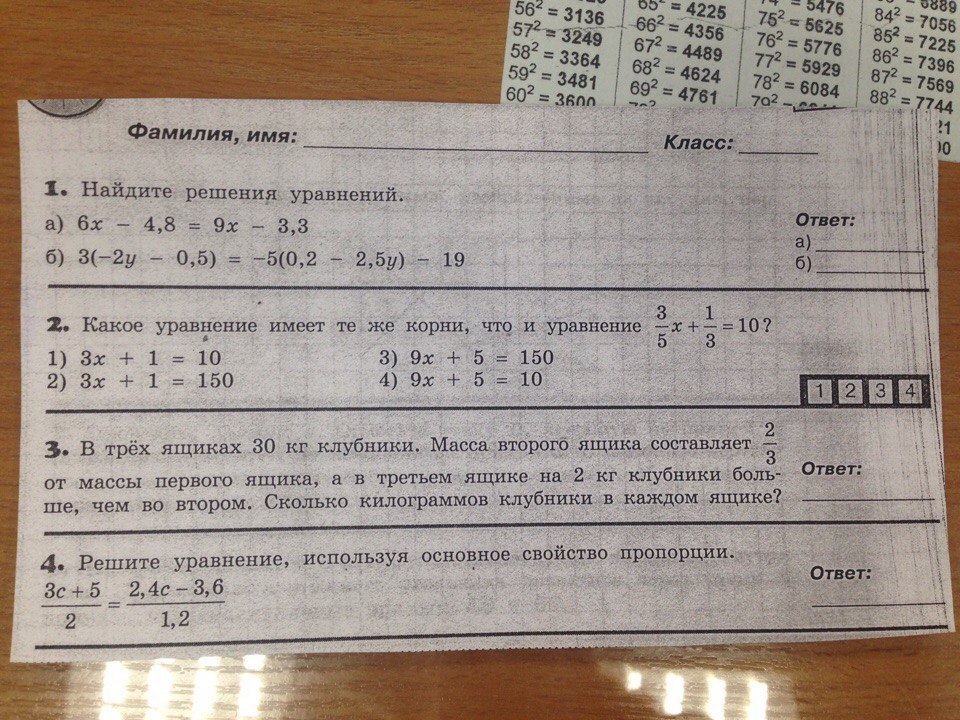 56² = 3136
57² = 3249
58² = 3364
59² = 3481
60² = 3600
65² = 4225
66² = 4356
67² = 4489
68² = 4624
69² = 4761
= 5476
75² = 5625
76² = 5776
77² = 5929
78² = 6084
79²
84² = 7056
85² = 7225
86² = 7396
87² = 7569
88² = 7744
Фамилия, имя: Класс:
1. Найдите решения уравнений.
а) 6x − 4,8 = 9x − 3,3
б) 3(−2y − 0,5) = −5(0,2 − 2,5y) − 19
Ответ:
а)
б)
2. Какое уравнение имеет те же корни, что и уравнение 3/5 x + 1/3 = 10?
1) 3x + 1 = 10 3) 9x + 5 = 150
2) 3x + 1 = 150 4) 9x + 5 = 10
1 2 3 4
3. В трёх ящиках 30 кг клубники. Масса второго ящика составляет 2/3
от массы первого ящика, а в третьем ящике на 2 кг клубники боль-
ше, чем во втором. Сколько килограммов клубники в каждом ящике?
Ответ:
4. Решите уравнение, используя основное свойство пропорции.
(3c + 5)/2 = (2,4c − 3,6)/1,2
Ответ: